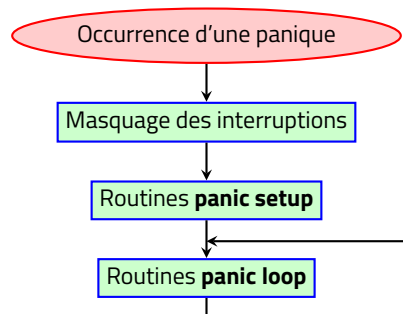 Occurrence d’une panique
Masquage des interruptions
Routines panic setup
Routines panic loop